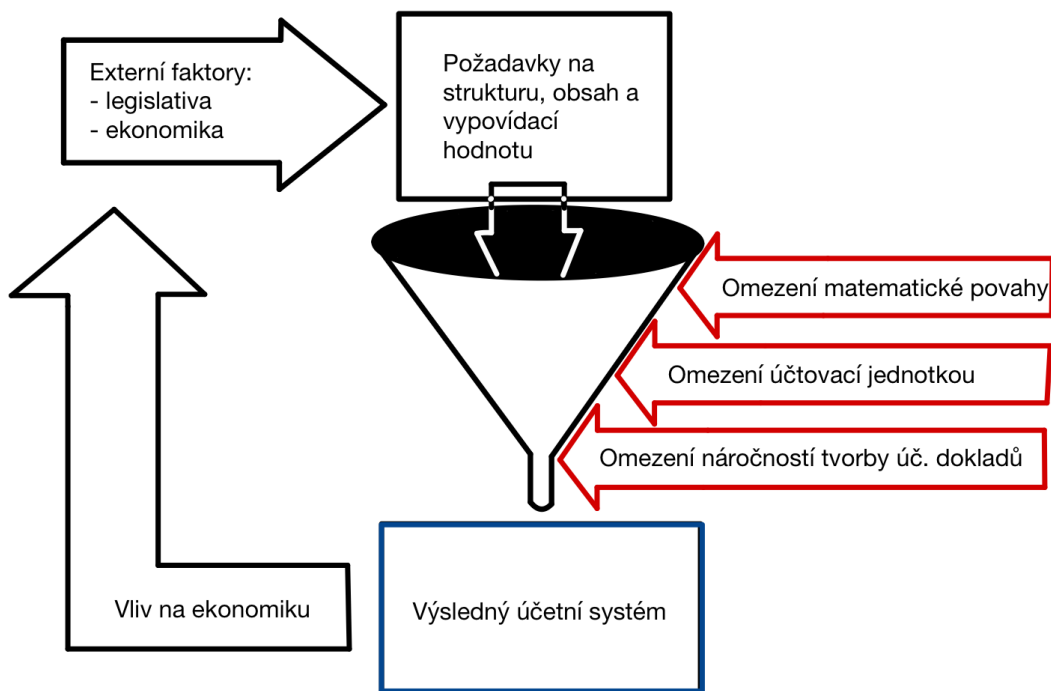 Externí faktory:
- legislativa
- ekonomika
Požadavky na
strukturu, obsah a
vypovídací
hodnotu
Omezení matematické povahy
Omezení účtovací jednotkou
Omezení náročností tvorby úč. dokladů
Vliv na ekonomiku
Výsledný účetní systém